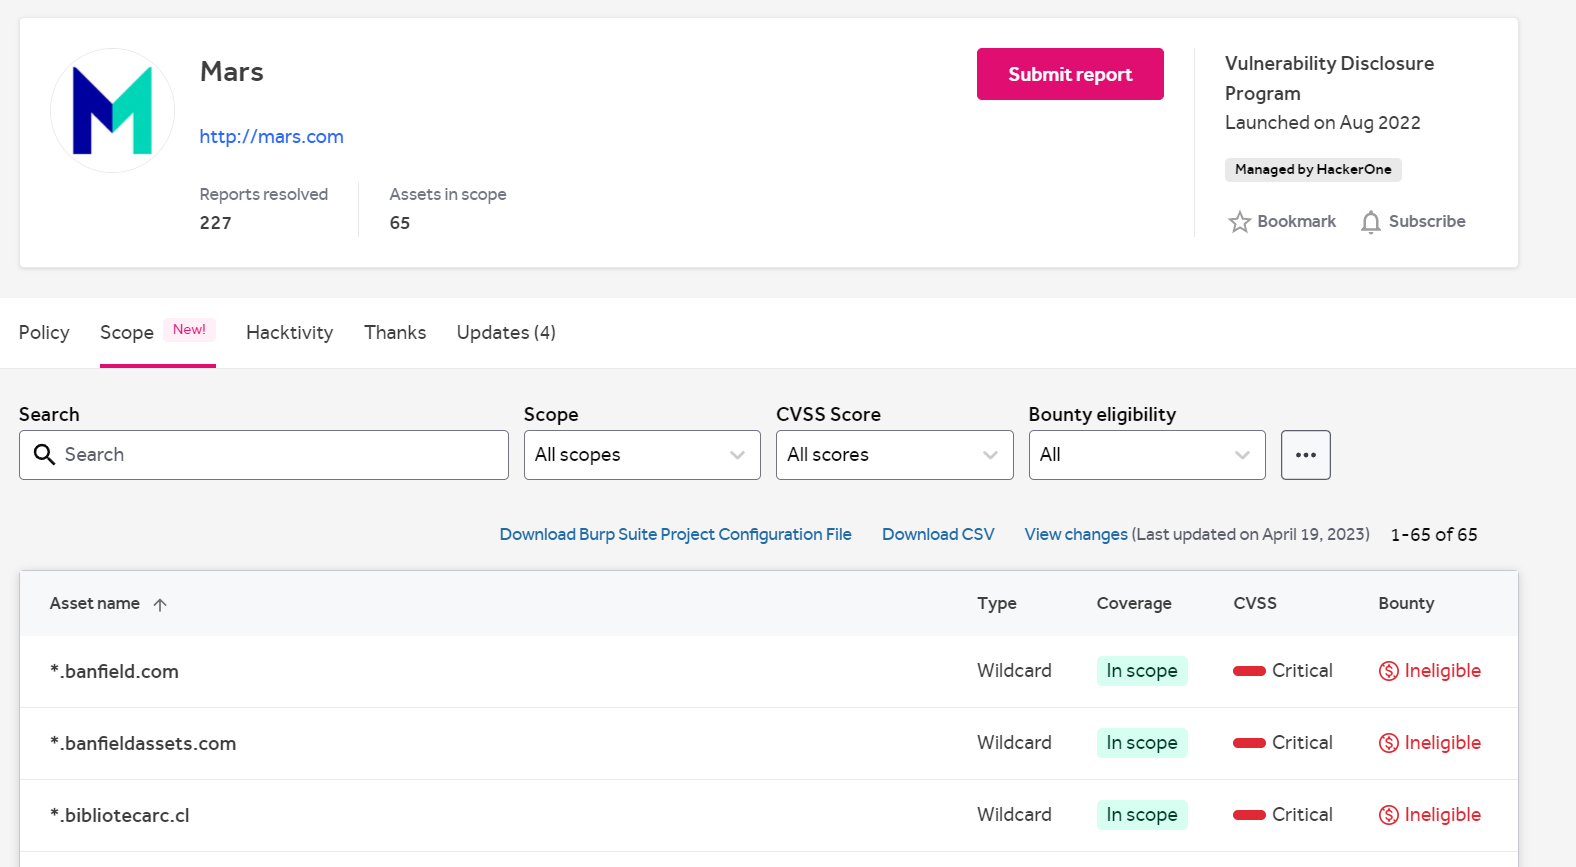 Mars
Submit report
Vulnerability Disclosure
Program
Launched on Aug 2022
http://mars.com
Managed by HackerOne
Reports resolved
227
Assets in scope
65
Bookmark
Subscribe
Policy
Scope
New!
Hacktivity
Thanks
Updates (4)
Search
Scope
CVSS Score
Bounty eligibility
Search
All scopes
All scores
All
Download Burp Suite Project Configuration File
Download CSV
View changes (Last updated on April 19, 2023)
1-65 of 65
Asset name
Type
Coverage
CVSS
Bounty
*.banfield.com
Wildcard
In scope
Critical
Ineligible
*.banfieldassets.com
Wildcard
In scope
Critical
Ineligible
*.bibliotecarc.cl
Wildcard
In scope
Critical
Ineligible